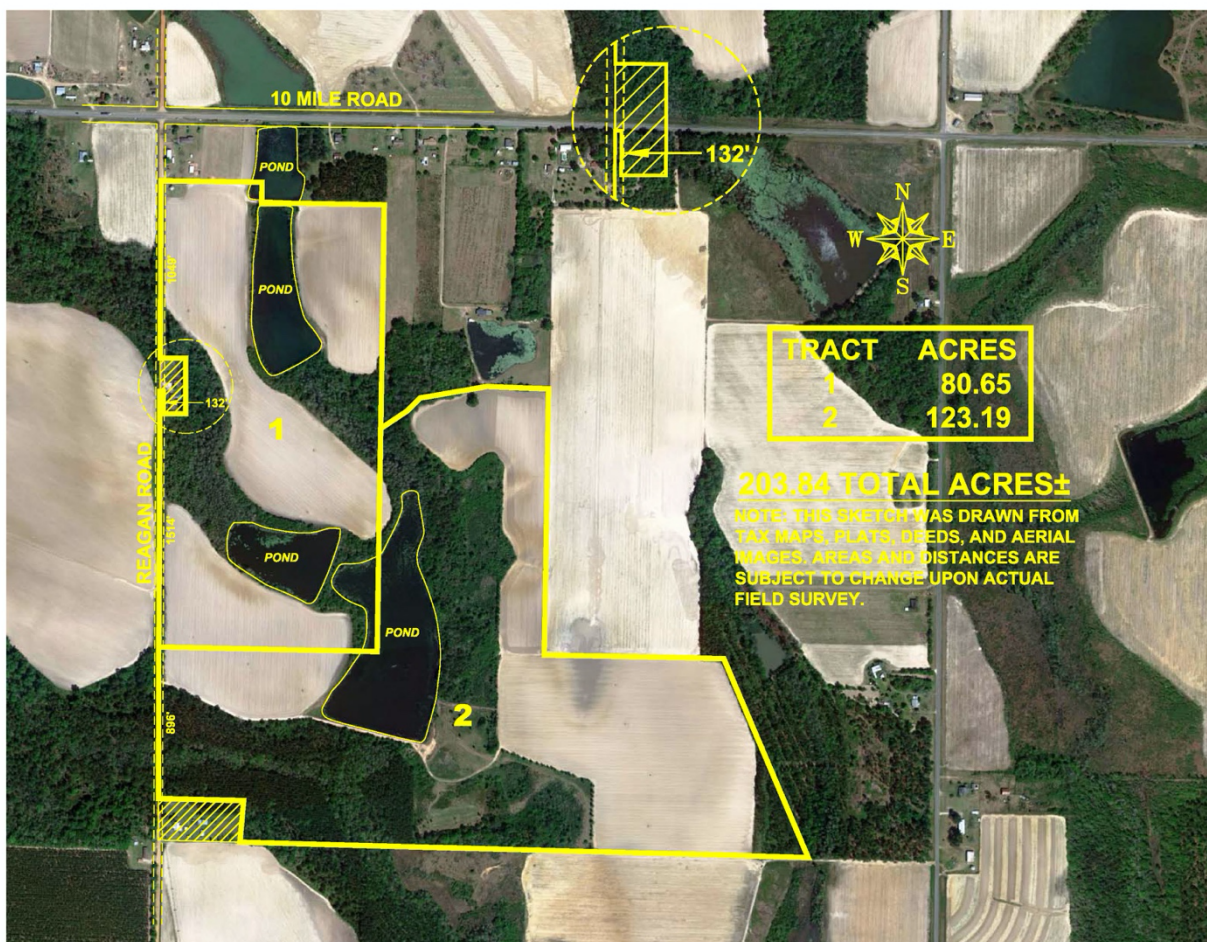 10 MILE ROAD
132'
POND
N
W E
S
1049'
POND
TRACT ACRES
1 80.65
2 123.19
132'
1
REAGAN ROAD
203.84 TOTAL ACRES±
NOTE: THIS SKETCH WAS DRAWN FROM
TAX MAPS, PLATS, DEEDS, AND AERIAL
IMAGES. AREAS AND DISTANCES ARE
SUBJECT TO CHANGE UPON ACTUAL
FIELD SURVEY.
1514'
POND
POND
2
896'